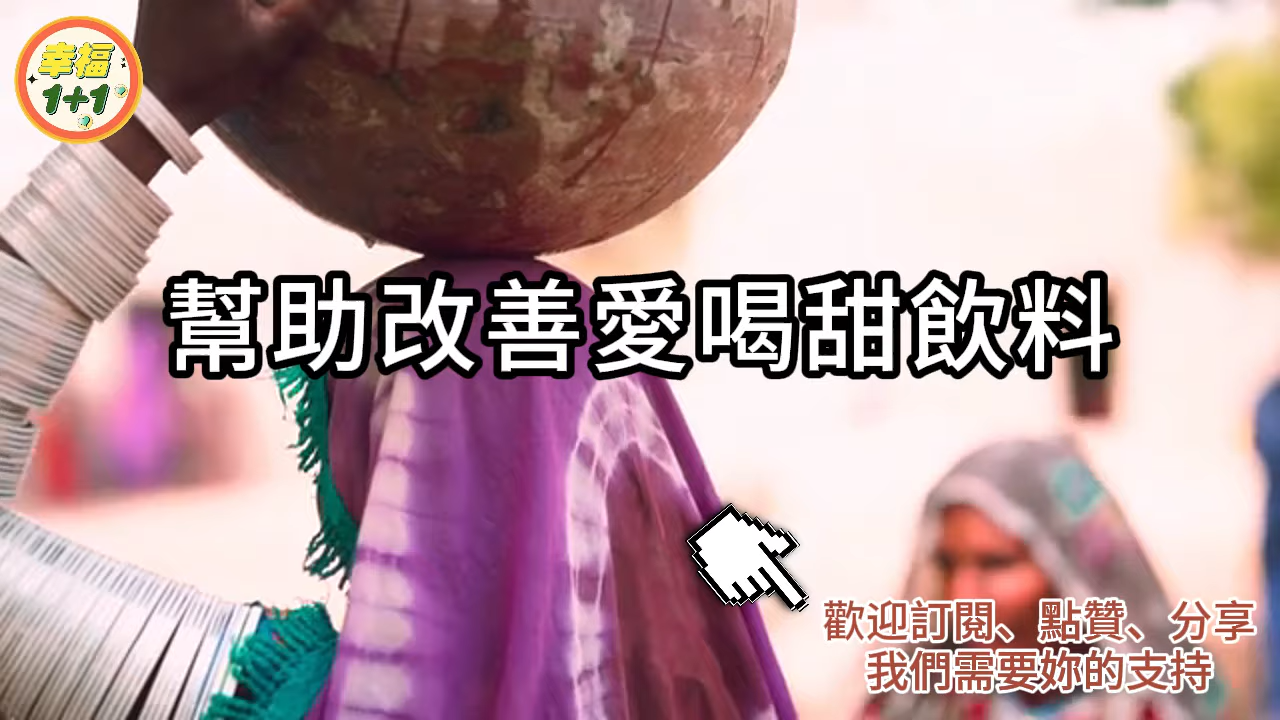 幸福
1+1
幫助改善愛喝甜飲料
歡迎訂閱、點贊、分享
我們需要妳的支持